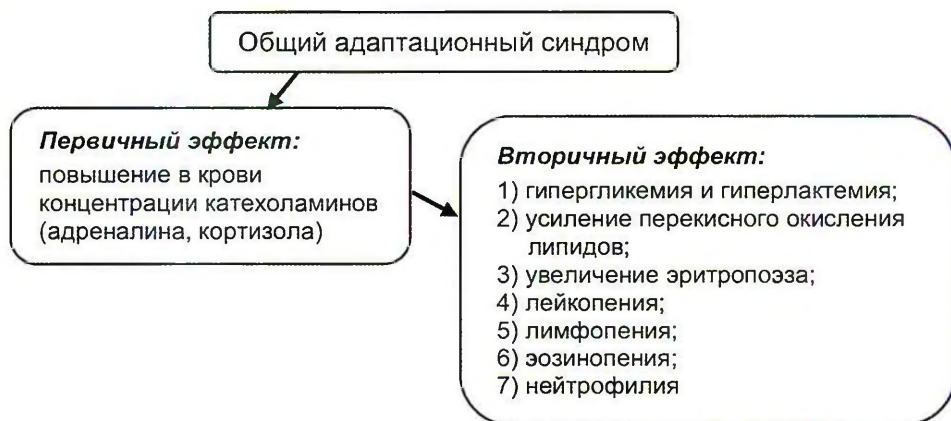 Общий адаптационный синдром
Первичный эффект:
повышение в крови
концентрации катехоламинов
(адреналина, кортизола)
Вторичный эффект:
1) гипергликемия и гиперлактемия;
2) усиление перекисного окисления
липидов;
3) увеличение эритропоэза;
4) лейкопения;
5) лимфопения;
6) эозинопения;
7) нейтрофилия